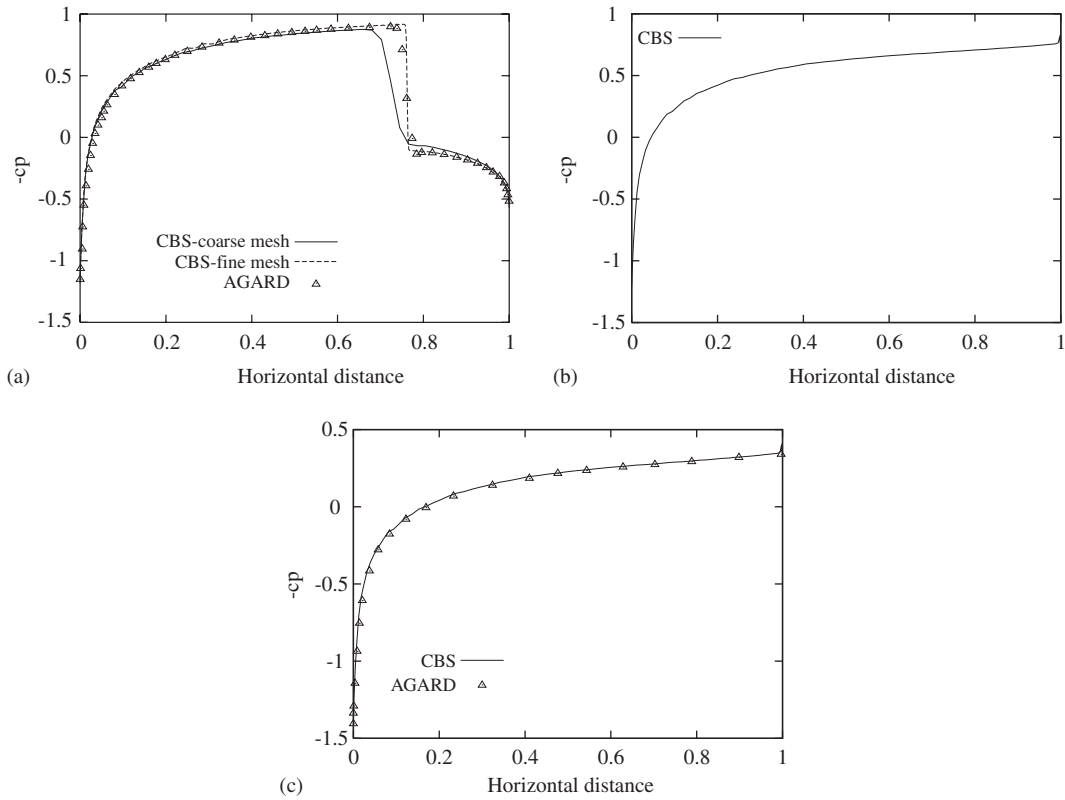 1
0.5
0
-0.5
-1
-1.5
-cp
CBS-coarse mesh
CBS-fine mesh
AGARD
0 0.2 0.4 0.6 0.8 1
Horizontal distance
(a)
1
0.5
0
-0.5
-1
-1.5
-cp
CBS
0 0.2 0.4 0.6 0.8 1
Horizontal distance
(b)
0.5
0
-0.5
-1
-1.5
-cp
CBS
AGARD
0 0.2 0.4 0.6 0.8 1
Horizontal distance
(c)